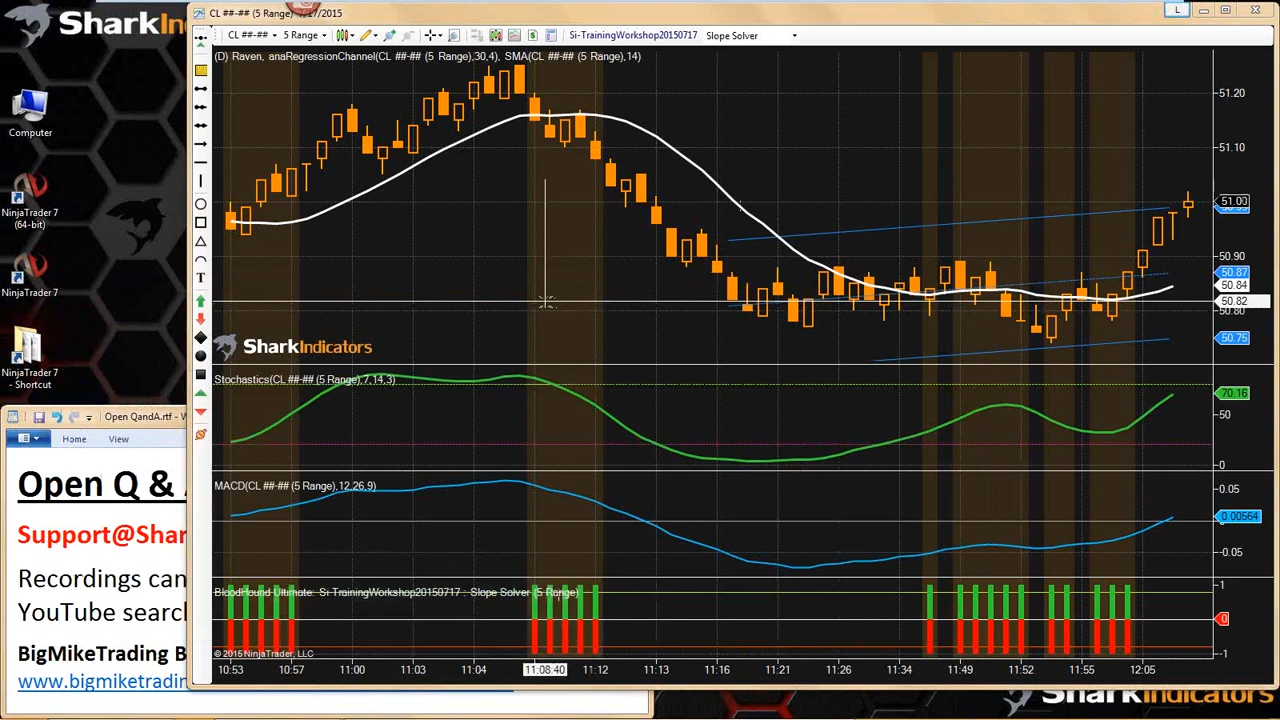 SharkIn
Computer
NinjaTrader 7
(64-bit)
NinjaTrader 7
NinjaTrader 7
- Shortcut
CL ##-## (5 Range)
/2015
L
CL ##-##
5 Range
Si-TrainingWorkshop20150717
Slope Solver
(D) Raven, anaRegressionChannel(CL ##-## (5 Range),30,4), SMA(CL ##-## (5 Range),14)
51.20
51.10
51.00
50.90
50.87
50.84
50.82
50.80
50.75
SharkIndicators
Stochastics(CL ##-## (5 Range),7,14,3)
70.16
50
0
MACD(CL ##-## (5 Range),12,26,9)
0.05
0.00564
-0.05
BloodHound Ultimate: Si-TrainingWorkshop20150717 : Slope Solver (5 Range)
1
0
-1
© 2015 NinjaTrader, LLC
10:53 10:57 11:00 11:03 11:04 11:08:40 11:12 11:13 11:16 11:21 11:26 11:34 11:49 11:52 11:55 12:05
T
Open QandA.rtf - W
Home View
Open Q &
Support@Shar
Recordings can
YouTube search
BigMikeTrading B
www.bigmiketradin
SharkIndicators